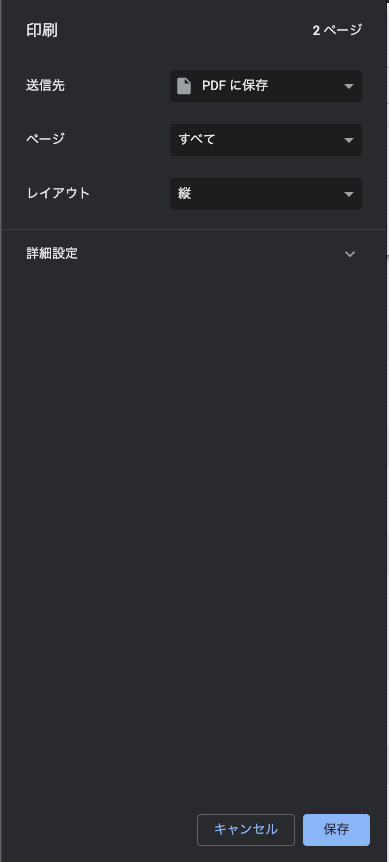 印刷 2 ページ
送信先 PDF に保存
ページ すべて
レイアウト 縦
詳細設定
キャンセル 保存